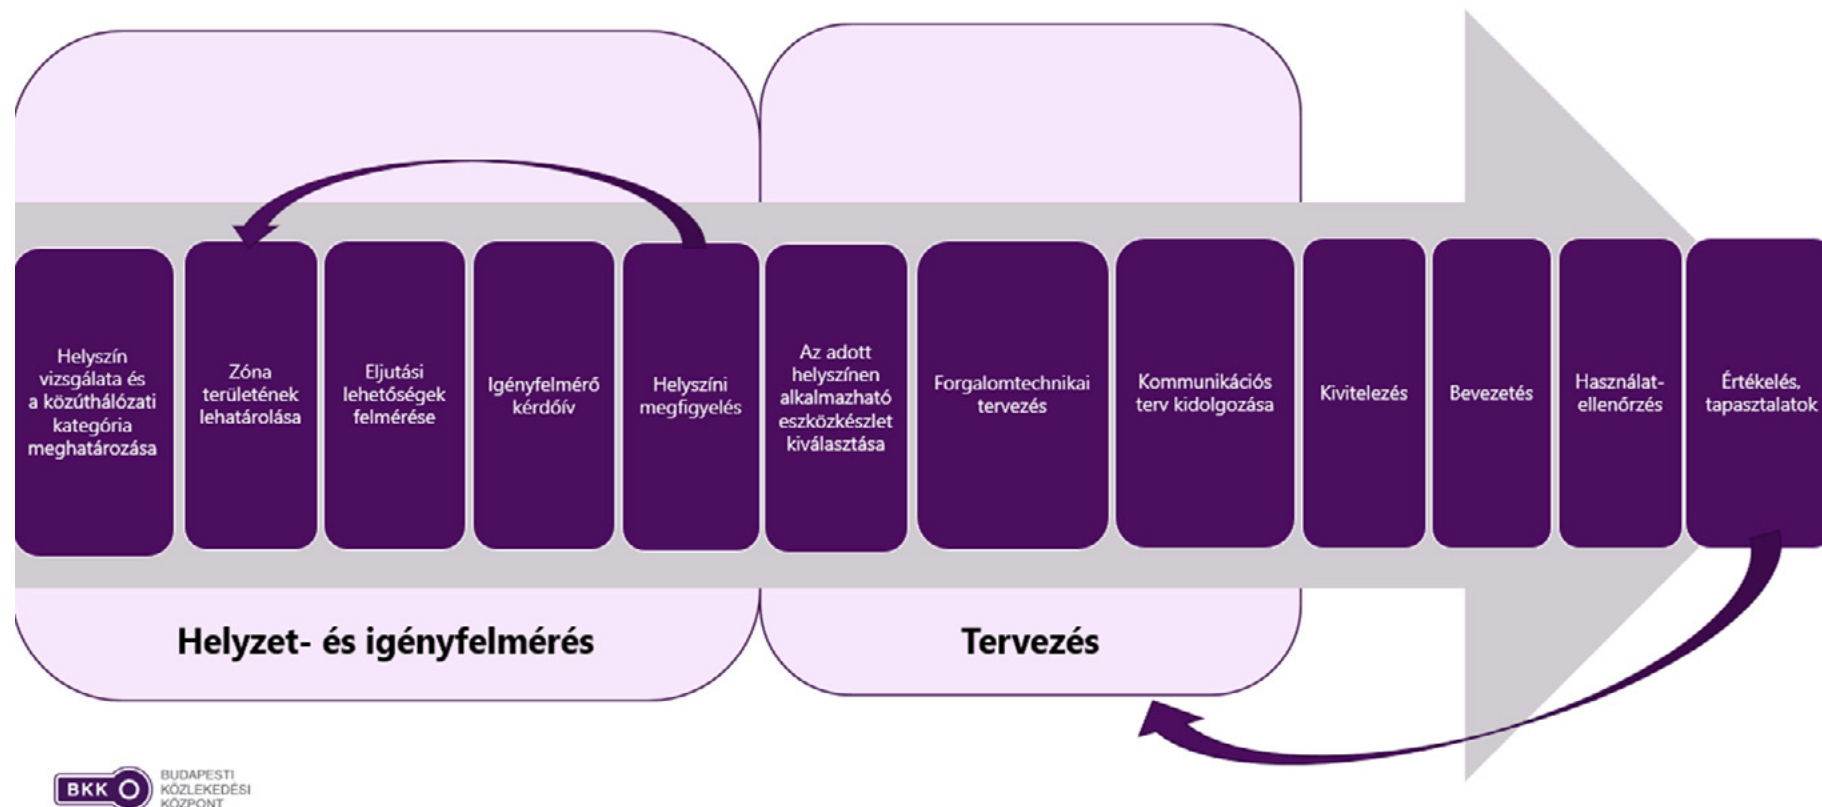 Helyszín
vizsgálata és
a közúthálózati
kategória
meghatározása
Zóna
területének
lehatárolása
Eljutási
lehetőségek
felmérése
Igényfelmérő
kérdőív
Helyszíni
megfigyelés
Az adott
helyszínen
alkalmazható
eszközkészlet
kiválasztása
Forgalomtechnikai
tervezés
Kommunikációs
terv kidolgozása
Kivitelezés
Bevezetés
Használat-
ellenőrzés
Értékelés,
tapasztalatok
Helyzet- és igényfelmérés
Tervezés
BKK
BUDAPESTI
KÖZLEKEDÉSI
KÖZPONT